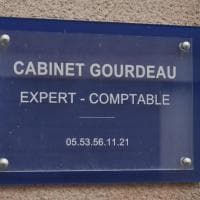 CABINET GOURDEAU
EXPERT - COMPTABLE
05.53.56.11.21